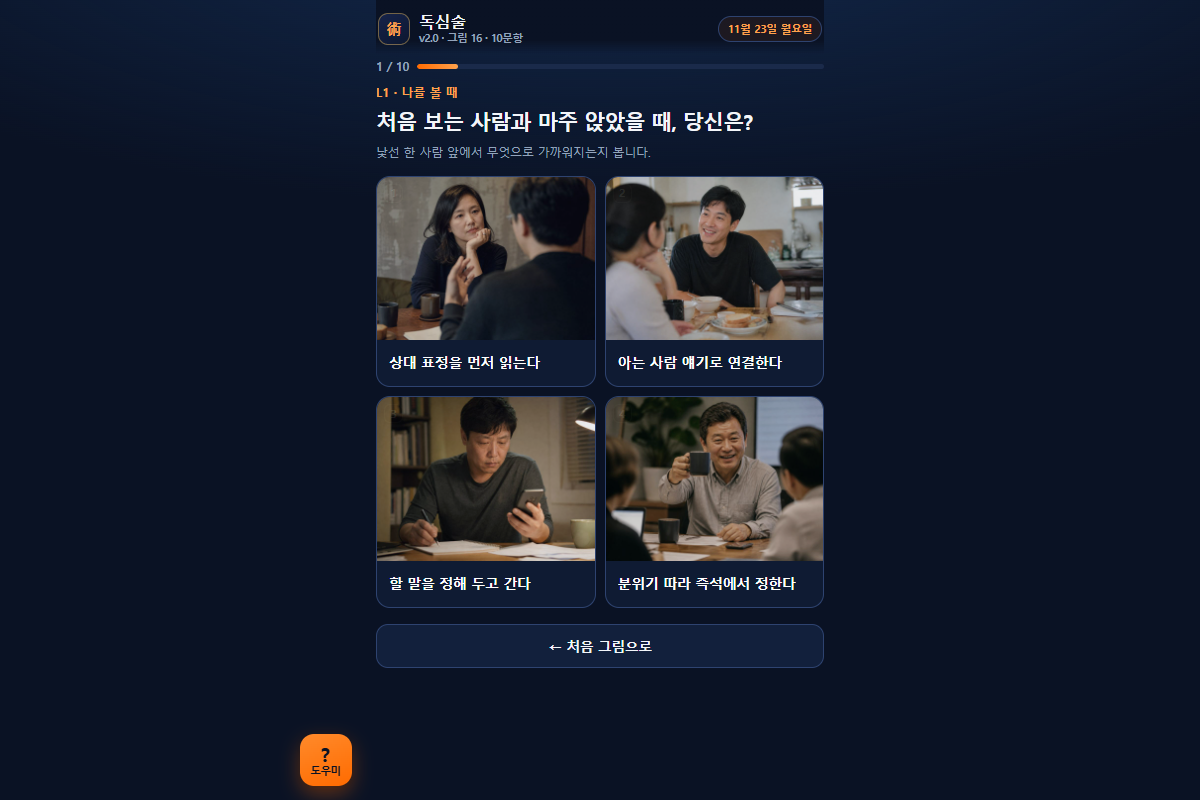 術
독심술
v2.0 · 그림 16 · 10문항
11월 23일 월요일
1 / 10
L1 · 나를 볼 때
처음 보는 사람과 마주 앉았을 때, 당신은?
낯선 한 사람 앞에서 무엇으로 가까워지는지 봅니다.
2
상대 표정을 먼저 읽는다
아는 사람 얘기로 연결한다
할 말을 정해 두고 간다
분위기 따라 즉석에서 정한다
← 처음 그림으로
?
도우미